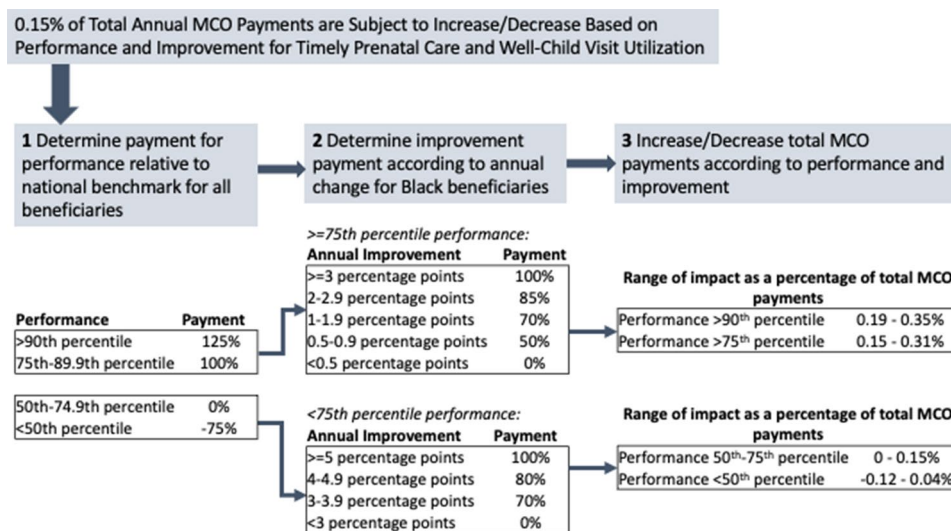 0.15% of Total Annual MCO Payments are Subject to Increase/Decrease Based on
Performance and Improvement for Timely Prenatal Care and Well-Child Visit Utilization
1 Determine payment for
performance relative to
national benchmark for all
beneficiaries
2 Determine improvement
payment according to annual
change for Black beneficiaries
3 Increase/Decrease total MCO
payments according to performance and
improvement
Performance Payment
>90th percentile 125%
75th-89.9th percentile 100%
50th-74.9th percentile 0%
<50th percentile -75%
>=75th percentile performance:
Annual Improvement Payment
>=3 percentage points 100%
2-2.9 percentage points 85%
1-1.9 percentage points 70%
0.5-0.9 percentage points 50%
<0.5 percentage points 0%
<75th percentile performance:
Annual Improvement Payment
>=5 percentage points 100%
4-4.9 percentage points 80%
3-3.9 percentage points 70%
<3 percentage points 0%
Range of impact as a percentage of total MCO
payments
Performance >90th percentile 0.19 - 0.35%
Performance >75th percentile 0.15 - 0.31%
Range of impact as a percentage of total MCO
payments
Performance 50th-75th percentile 0 - 0.15%
Performance <50th percentile -0.12 - 0.04%